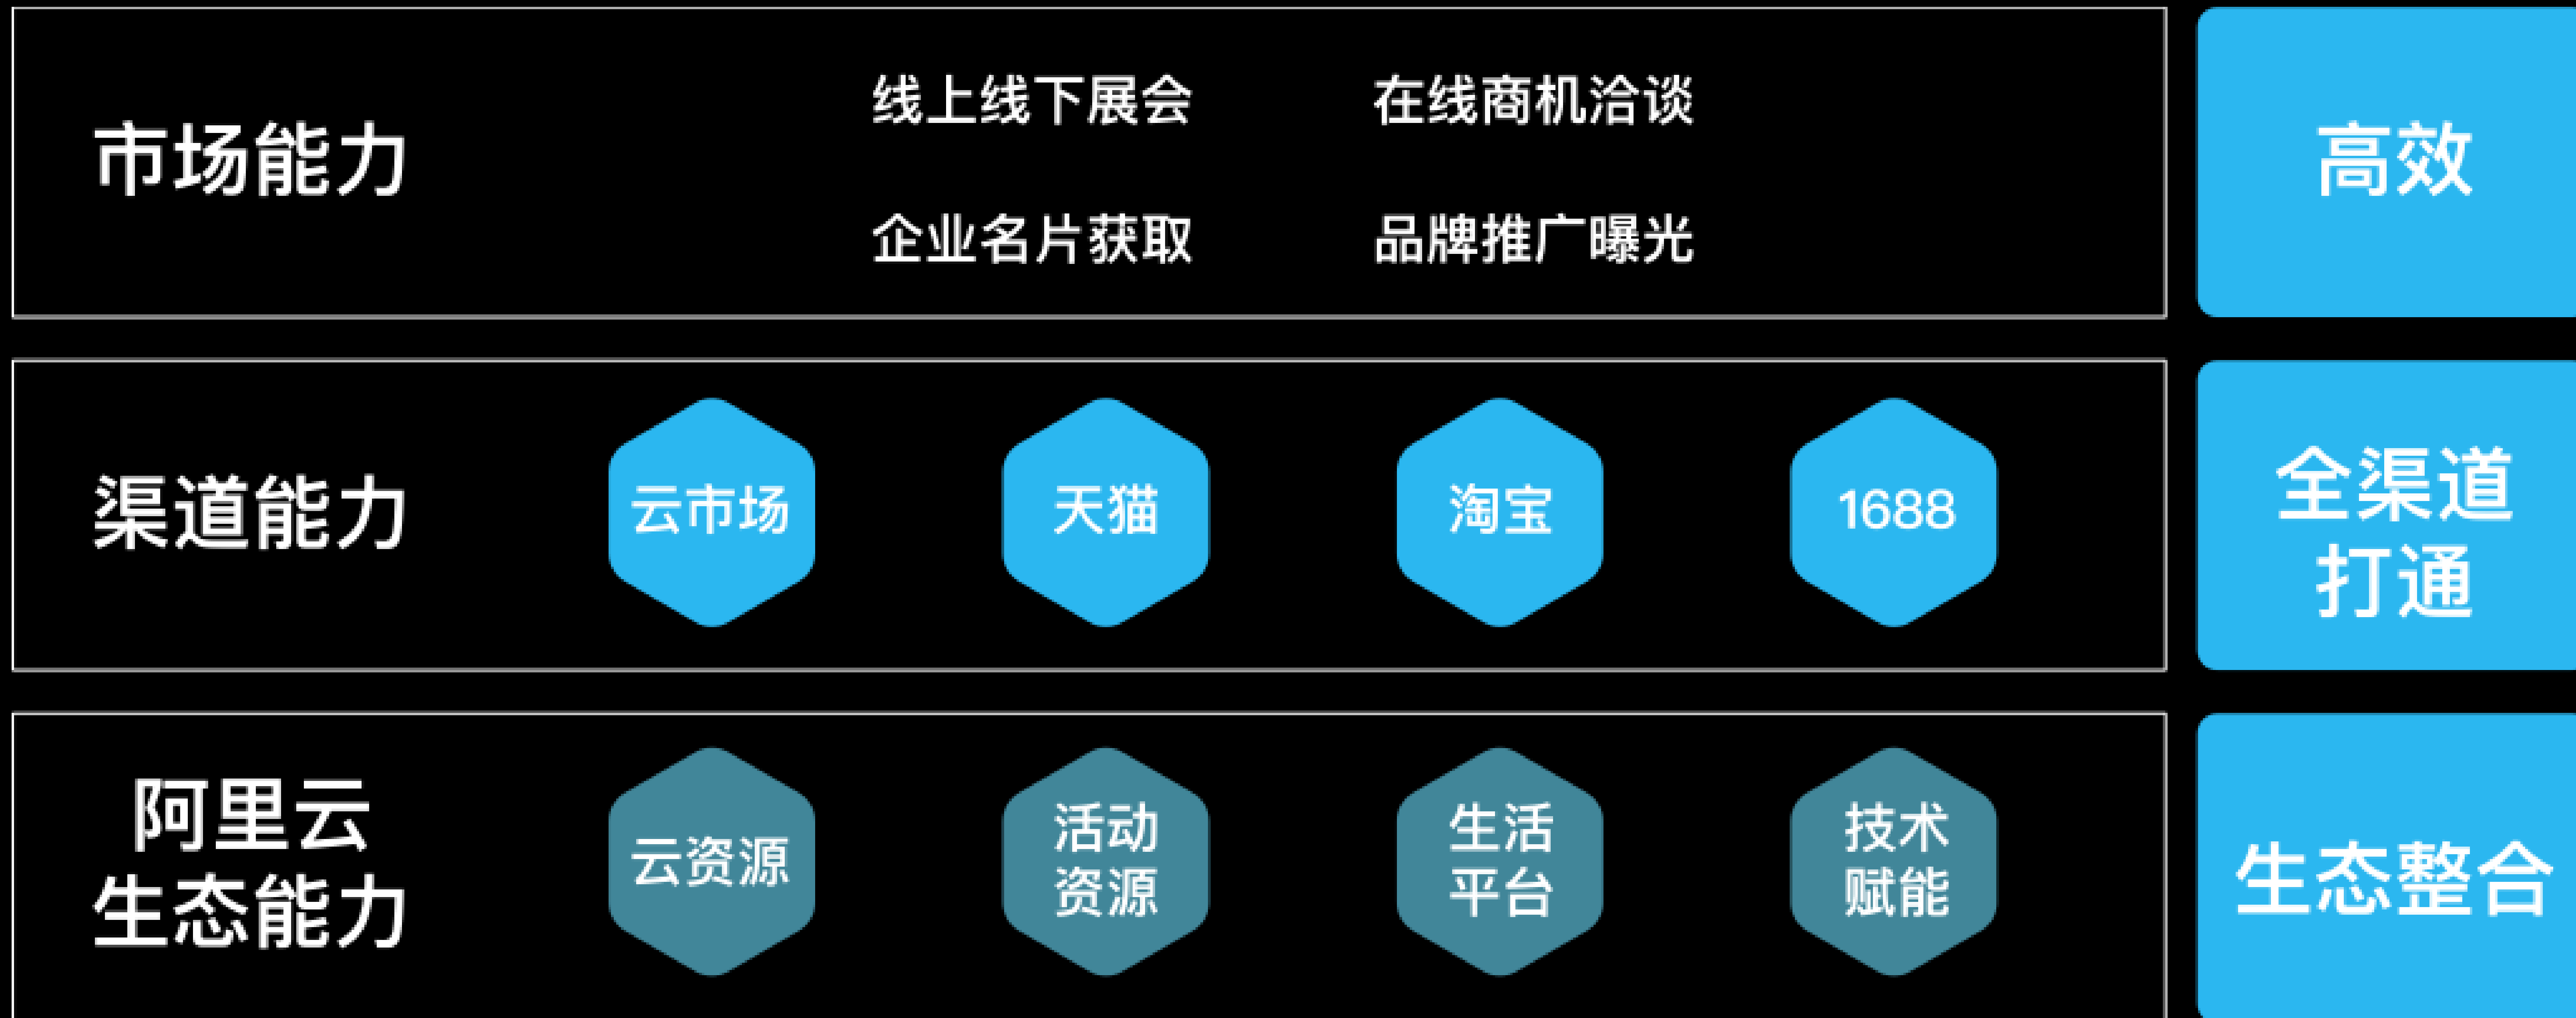 市场能力
线上线下展会
在线商机洽谈
企业名片获取
品牌推广曝光
高效
渠道能力
云市场
天猫
淘宝
1688
全渠道
打通
阿里云
生态能力
云资源
活动
资源
生活
平台
技术
赋能
生态整合